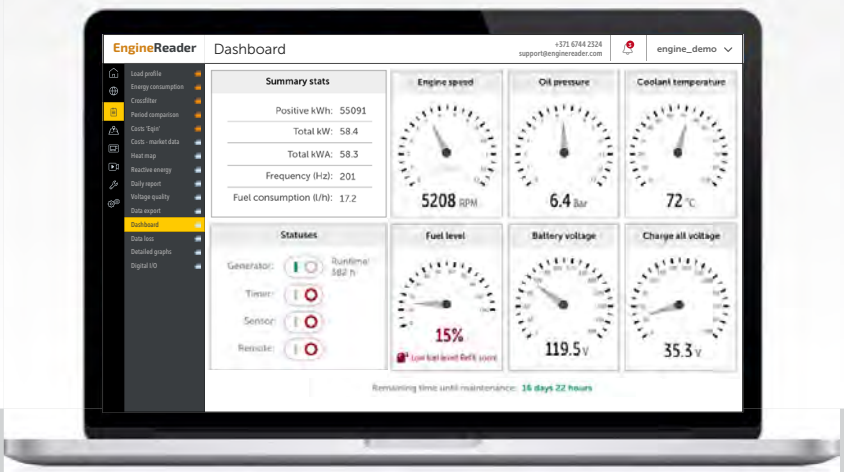 EngineReader
Dashboard
+371 6744 2324
support@enginereader.com
2
engine_demo
Load profile
Energy consumption
Crossfilter
Period comparison
Costs - market data
Heat map
Reactive energy
Daily report
Voltage quality
Data export
Dashboard
Data loss
Detailed graphs
Digital I/O
Summary stats
Positive kWh: 55091
Total kW: 58.4
Total kWA: 58.3
Frequency (Hz): 201
Fuel consumption (l/h): 17.2
Engine speed
5208 RPM
Oil pressure
6.4 Bar
Coolant temperature
72 °C
Statuses
Generator:
Runtime:
382 h
Timer:
Sensor:
Remote:
Fuel level
15%
Low fuel level! Refill soon!
Battery voltage
119.5 V
Charge alt voltage
35.3 V
Remaining time until maintenance: 16 days 22 hours